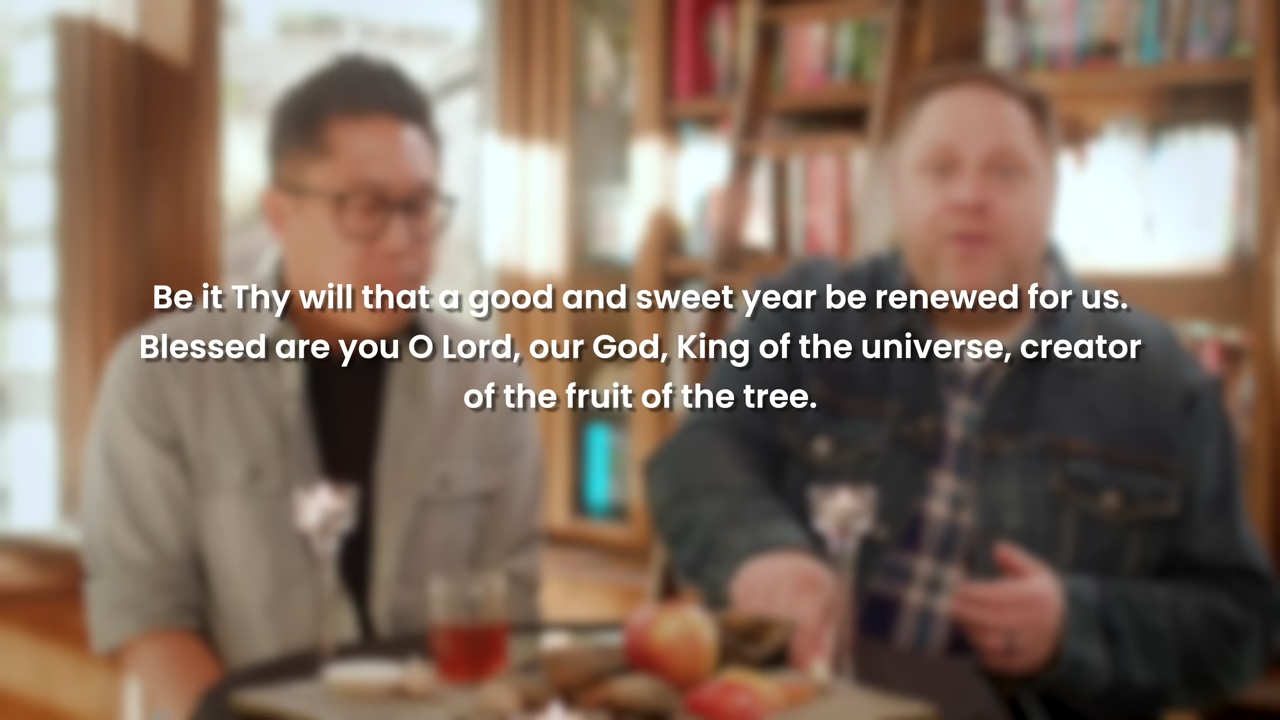 Be it Thy will that a good and sweet year be renewed for us.
Blessed are you O Lord, our God, King of the universe, creator
of the fruit of the tree.